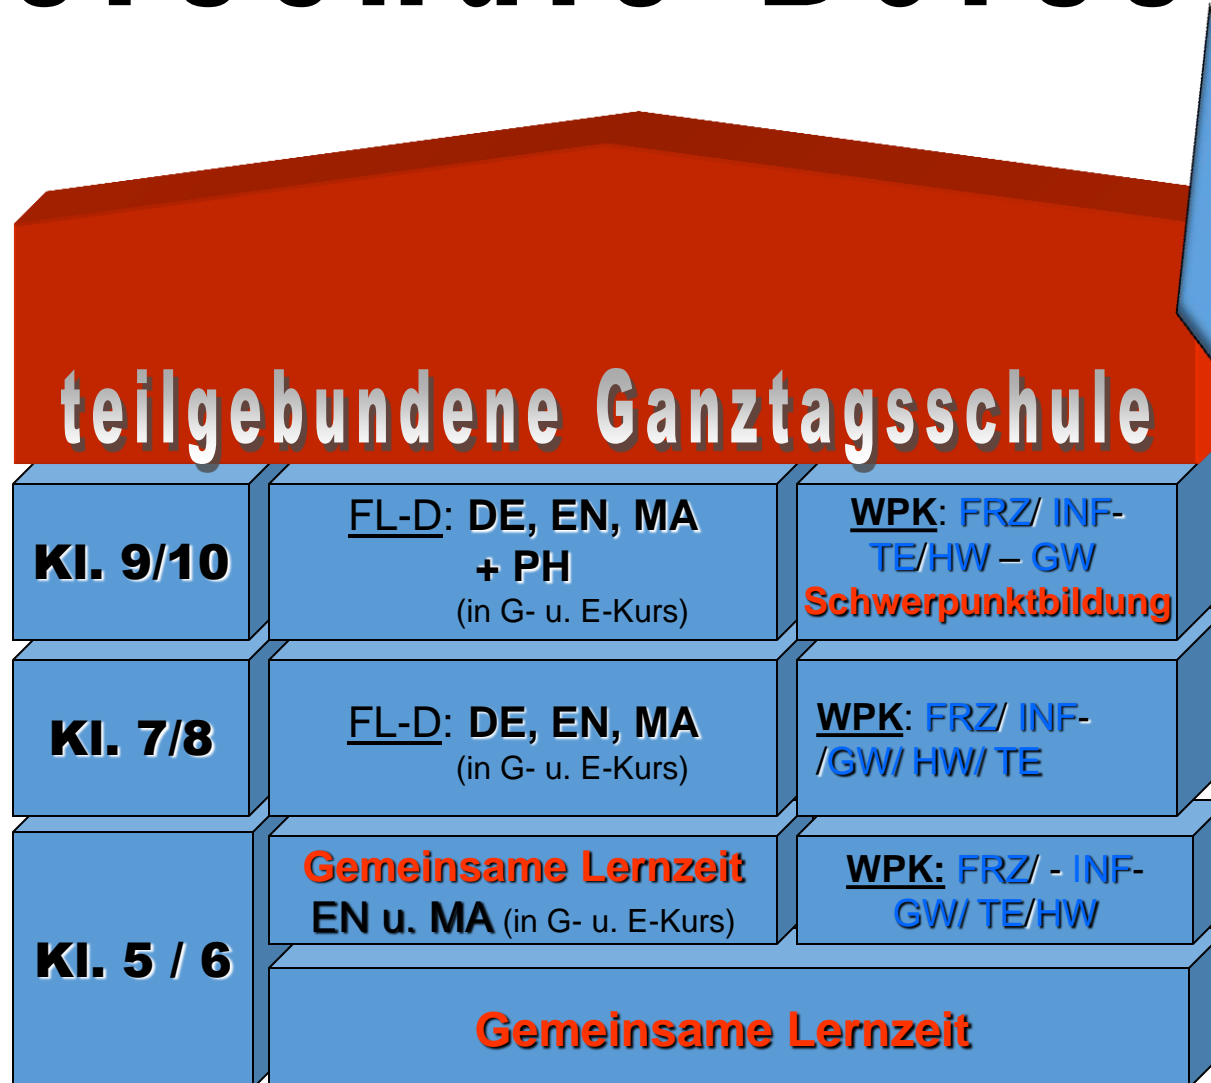 teilgebundene Ganztagsschule
Kl. 9/10
FL-D: DE, EN, MA
+ PH
(in G- u. E-Kurs)
WPK: FRZ/ INF-
TE/HW – GW
Schwerpunktbildung
Kl. 7/8
FL-D: DE, EN, MA
(in G- u. E-Kurs)
WPK: FRZ/ INF-
/GW/ HW/ TE
Kl. 5 / 6
Gemeinsame Lernzeit
EN u. MA (in G- u. E-Kurs)
WPK: FRZ/ - INF-
GW/ TE/HW
Gemeinsame Lernzeit